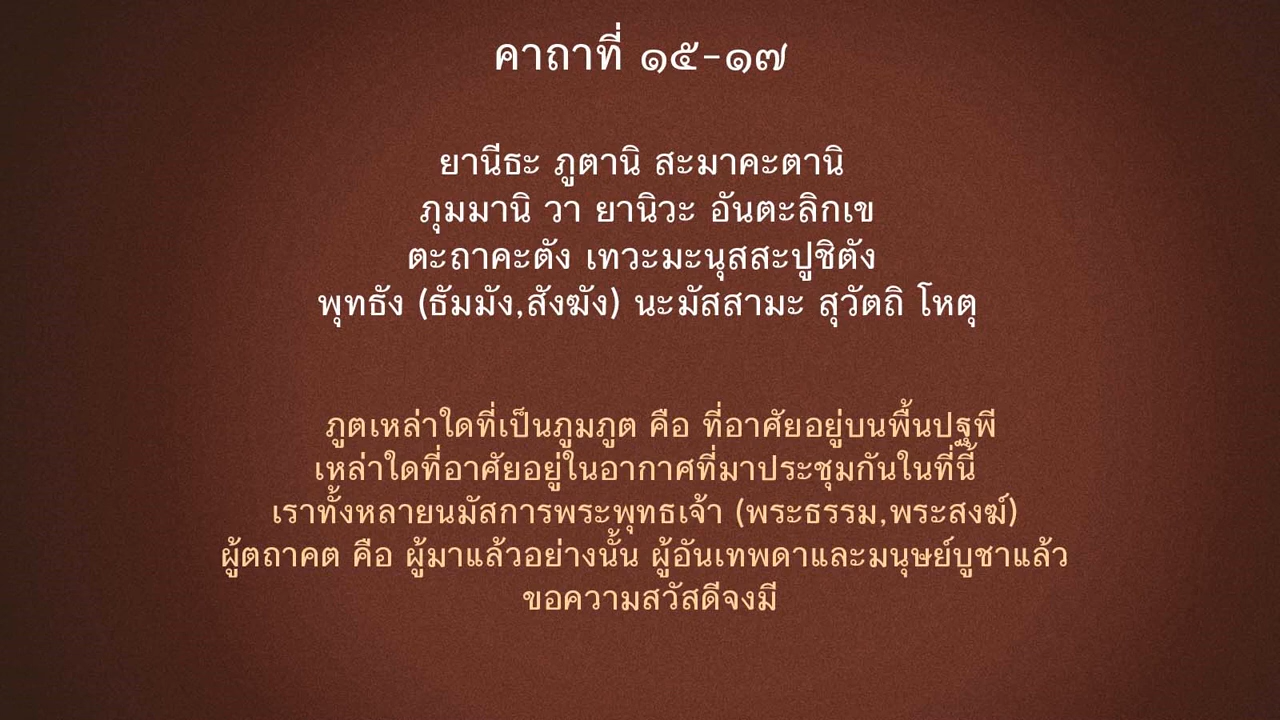 คาถาที่ ๑๕-๑๗
ยานีธะ ภูตานิ สะมาคะตานิ
ภุมมานิ วา ยานิวะ อันตะลิกเข
ตะถาคะตัง เทวะมะนุสสะปูชิตัง
พุทธัง (ธัมมัง,สังฆัง) นะมัสสามะ สุวัตถิ โหตุ
ภูตเหล่าใดที่เป็นภูมภูต คือ ที่อาศัยอยู่บนพื้นปฐพี
เหล่าใดที่อาศัยอยู่ในอากาศที่มาประชุมกันในที่นี้
เราทั้งหลายนมัสการพระพุทธเจ้า (พระธรรม,พระสงฆ์)
ผู้ตถาคต คือ ผู้มาแล้วอย่างนั้น ผู้อันเทพดาและมนุษย์บูชาแล้ว
ขอความสวัสดีจงมี